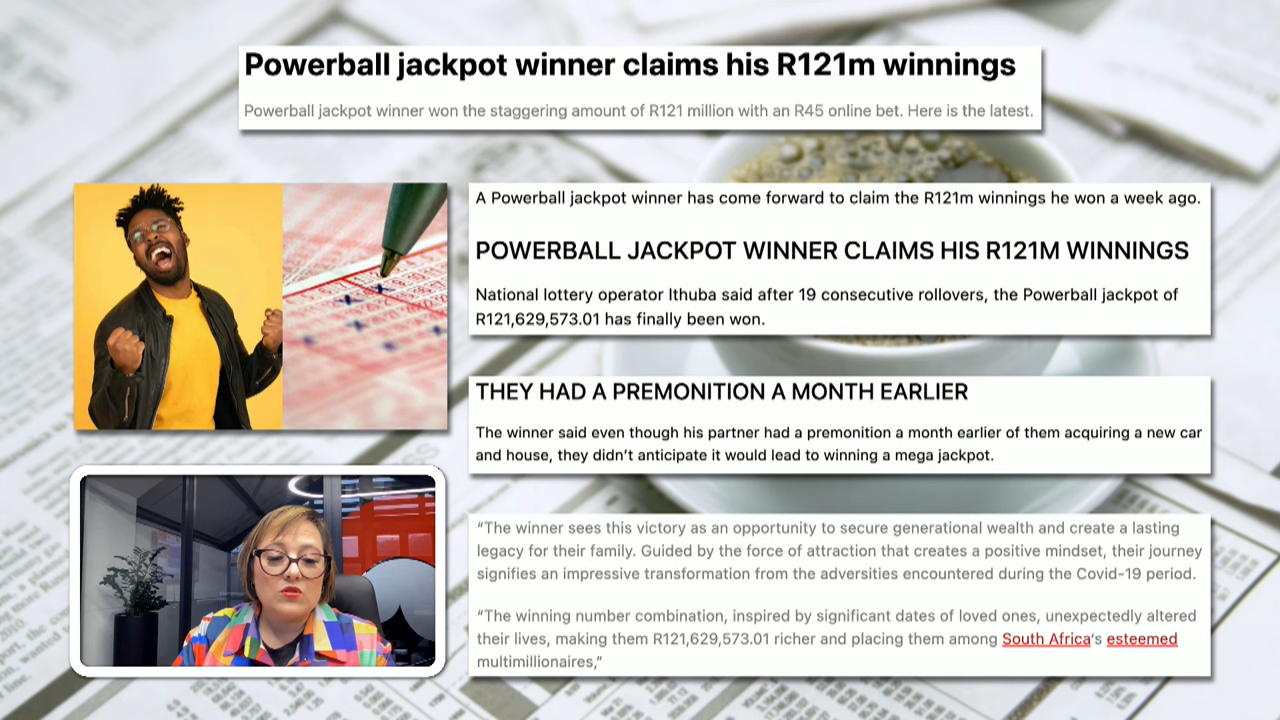 Powerball jackpot winner claims his R121m winnings
Powerball jackpot winner won the staggering amount of R121 million with an R45 online bet. Here is the latest.
A Powerball jackpot winner has come forward to claim the R121m winnings he won a week ago.
POWERBALL JACKPOT WINNER CLAIMS HIS R121M WINNINGS
National lottery operator Ithuba said after 19 consecutive rollovers, the Powerball jackpot of
R121,629,573.01 has finally been won.
THEY HAD A PREMONITION A MONTH EARLIER
The winner said even though his partner had a premonition a month earlier of them acquiring a new car
and house, they didn’t anticipate it would lead to winning a mega jackpot.
“The winner sees this victory as an opportunity to secure generational wealth and create a lasting
legacy for their family. Guided by the force of attraction that creates a positive mindset, their journey
signifies an impressive transformation from the adversities encountered during the Covid-19 period.
“The winning number combination, inspired by significant dates of loved ones, unexpectedly altered
their lives, making them R121,629,573.01 richer and placing them among South Africa’s esteemed
multimillionaires,”